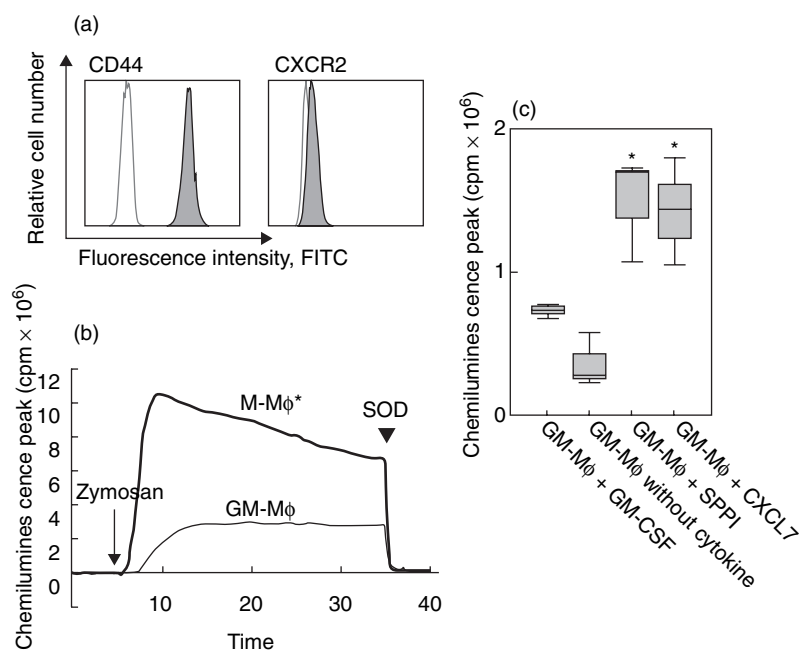 (a)
CD44
CXCR2
Relative cell number
Fluorescence intensity, FITC
(b)
Chemilumines cence peak (cpm × 10⁶)
12
10
8
6
4
2
0
Zymosan
M-Mϕ*
GM-Mϕ
SOD
10
20
30
40
Time
(c)
Chemilumines cence peak (cpm × 10⁶)
2
1
0
*
*
GM-Mϕ + GM-CSF
GM-Mϕ without cytokine
GM-Mϕ + SPPI
GM-Mϕ + CXCL7